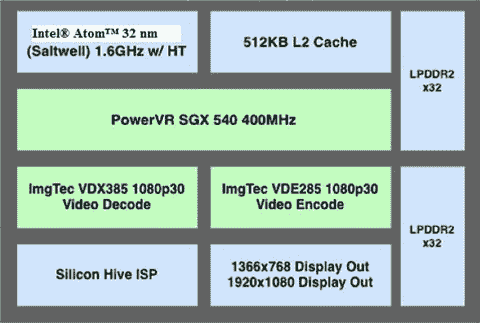 Intel® Atom™ 32 nm
(Saltwell) 1.6GHz w/ HT
512KB L2 Cache
LPDDR2
x32
PowerVR SGX 540 400MHz
ImgTec VDX385 1080p30
Video Decode
ImgTec VDE285 1080p30
Video Encode
LPDDR2
x32
Silicon Hive ISP
1366x768 Display Out
1920x1080 Display Out